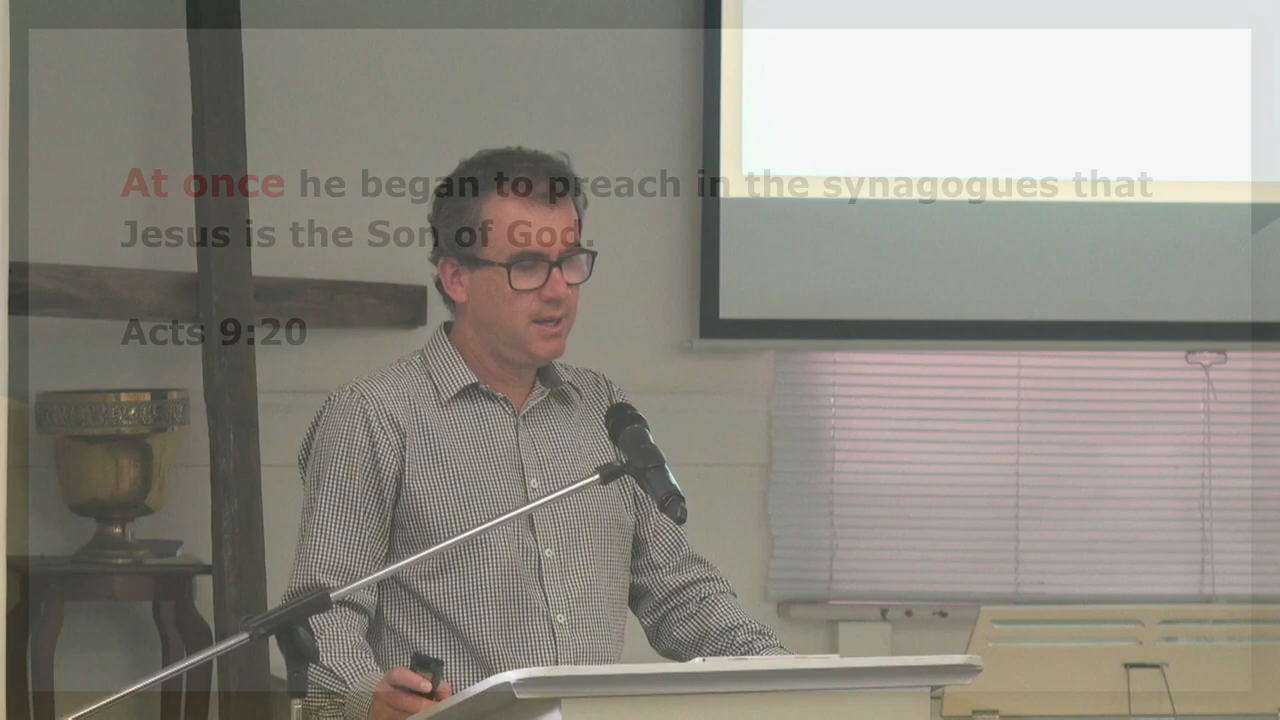 At once he began to preach in the synagogues that
Jesus is the Son of God.
Acts 9:20